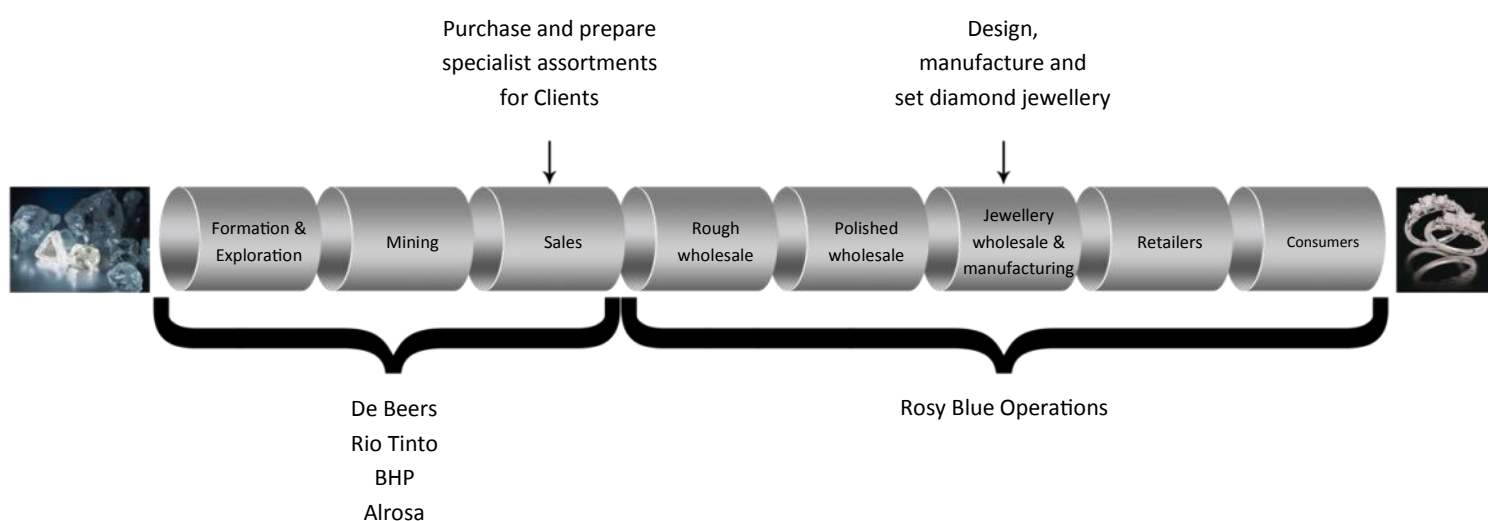 Purchase and prepare
specialist assortments
for Clients
Design,
manufacture and
set diamond jewellery
Formation &
Exploration
Mining
Sales
Rough
wholesale
Polished
wholesale
Jewellery
wholesale &
manufacturing
Retailers
Consumers
De Beers
Rio Tinto
BHP
Alrosa
Rosy Blue Operations